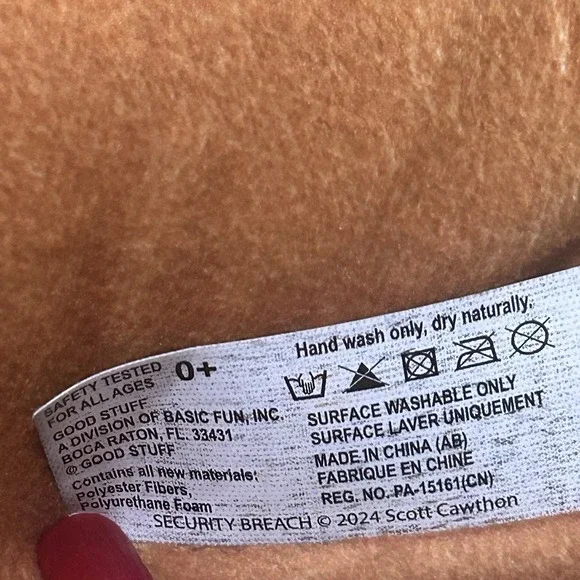 SAFETY TESTED
FOR ALL AGES
0+
GOOD STUFF
A DIVISION OF BASIC FUN, INC.
BOCA RATON, FL. 33431
© GOOD STUFF
Contains all new materials:
Polyester Fibers,
Polyurethane Foam
Hand wash only, dry naturally.
SURFACE WASHABLE ONLY
SURFACE LAVER UNIQUEMENT
MADE IN CHINA (AB)
FABRIQUE EN CHINE
REG. NO. PA-15161(CN)
SECURITY BREACH © 2024 Scott Cawthon